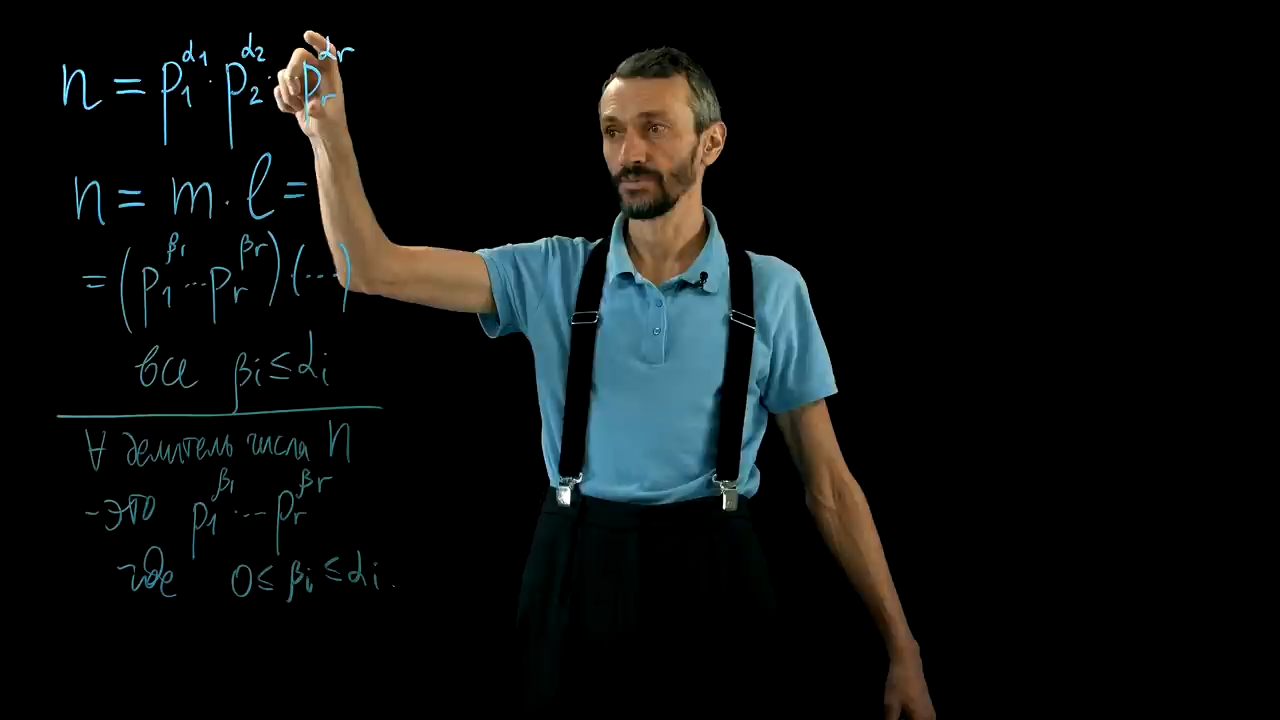 n = p₁^α₁ · p₂^α₂ · p_r^α_r
n = m · l =
= (p₁^β₁ ... p_r^β_r)(...)
все βi ≤ αi
∀ делитель числа n
- это p₁^β₁ ... p_r^β_r
где 0 ≤ βi ≤ αi.